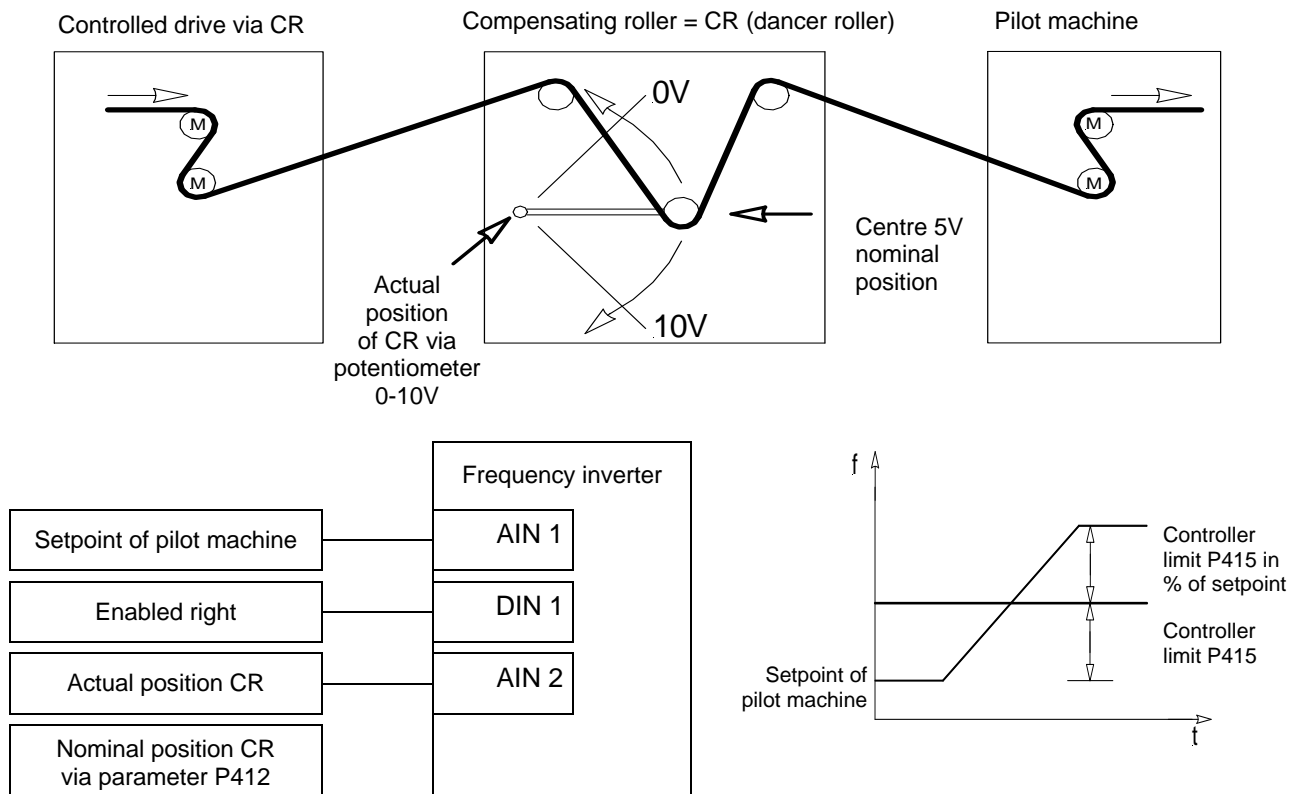 Controlled drive via CR
Compensating roller = CR (dancer roller)
Pilot machine
M
M
0V
10V
Centre 5V
nominal
position
Actual
position
of CR via
potentiometer
0-10V
M
M
Frequency inverter
Setpoint of pilot machine
AIN 1
Enabled right
DIN 1
Actual position CR
AIN 2
Nominal position CR
via parameter P412
f
Controller
limit P415 in
% of setpoint
Controller
limit P415
Setpoint of
pilot machine
t